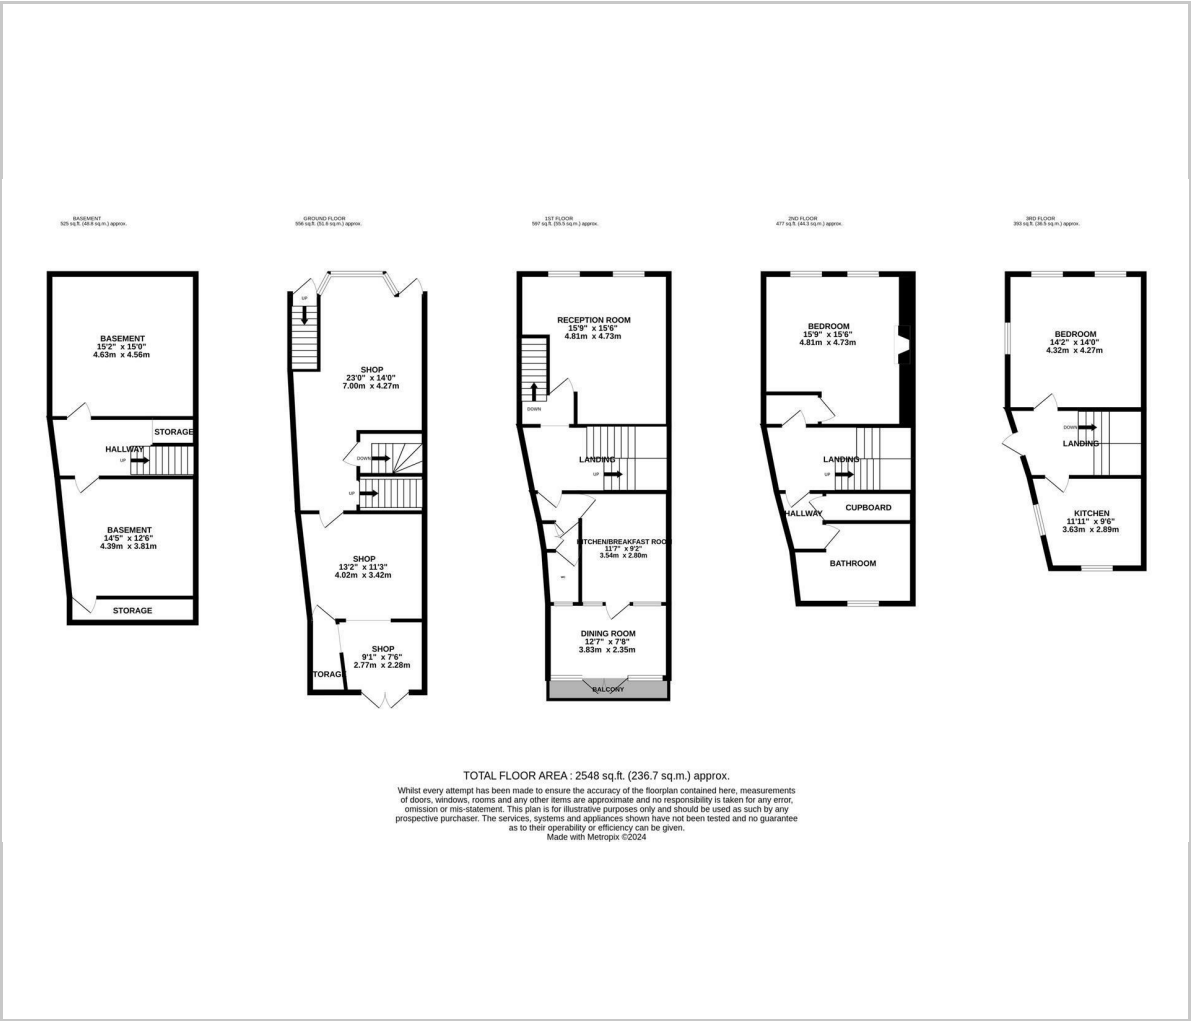 BASEMENT
525 sq.ft. (48.8 sq.m.) approx.
BASEMENT
15'2" x 15'0"
4.63m x 4.56m
STORAGE
HALLWAY
UP
BASEMENT
14'5" x 12'6"
4.39m x 3.81m
STORAGE
GROUND FLOOR
556 sq.ft. (51.6 sq.m.) approx.
UP
SHOP
23'0" x 14'0"
7.00m x 4.27m
DOWN
UP
SHOP
13'2" x 11'3"
4.02m x 3.42m
SHOP
9'1" x 7'6"
2.77m x 2.28m
TORAG
1ST FLOOR
597 sq.ft. (55.5 sq.m.) approx.
RECEPTION ROOM
15'9" x 15'6"
4.81m x 4.73m
DOWN
LANDING
UP
KITCHEN/BREAKFAST ROOM
11'7" x 9'2"
3.54m x 2.80m
DINING ROOM
12'7" x 7'8"
3.83m x 2.35m
BALCONY
2ND FLOOR
477 sq.ft. (44.3 sq.m.) approx.
BEDROOM
15'9" x 15'6"
4.81m x 4.73m
LANDING
UP
HALLWAY
CUPBOARD
BATHROOM
3RD FLOOR
393 sq.ft. (36.5 sq.m.) approx.
BEDROOM
14'2" x 14'0"
4.32m x 4.27m
DOWN
LANDING
KITCHEN
11'11" x 9'6"
3.63m x 2.89m
TOTAL FLOOR AREA : 2548 sq.ft. (236.7 sq.m.) approx.
Whilst every attempt has been made to ensure the accuracy of the floorplan contained here, measurements
of doors, windows, rooms and any other items are approximate and no responsibility is taken for any error,
omission or mis-statement. This plan is for illustrative purposes only and should be used as such by any
prospective purchaser. The services, systems and appliances shown have not been tested and no guarantee
as to their operability or efficiency can be given.
Made with Metropix ©2024